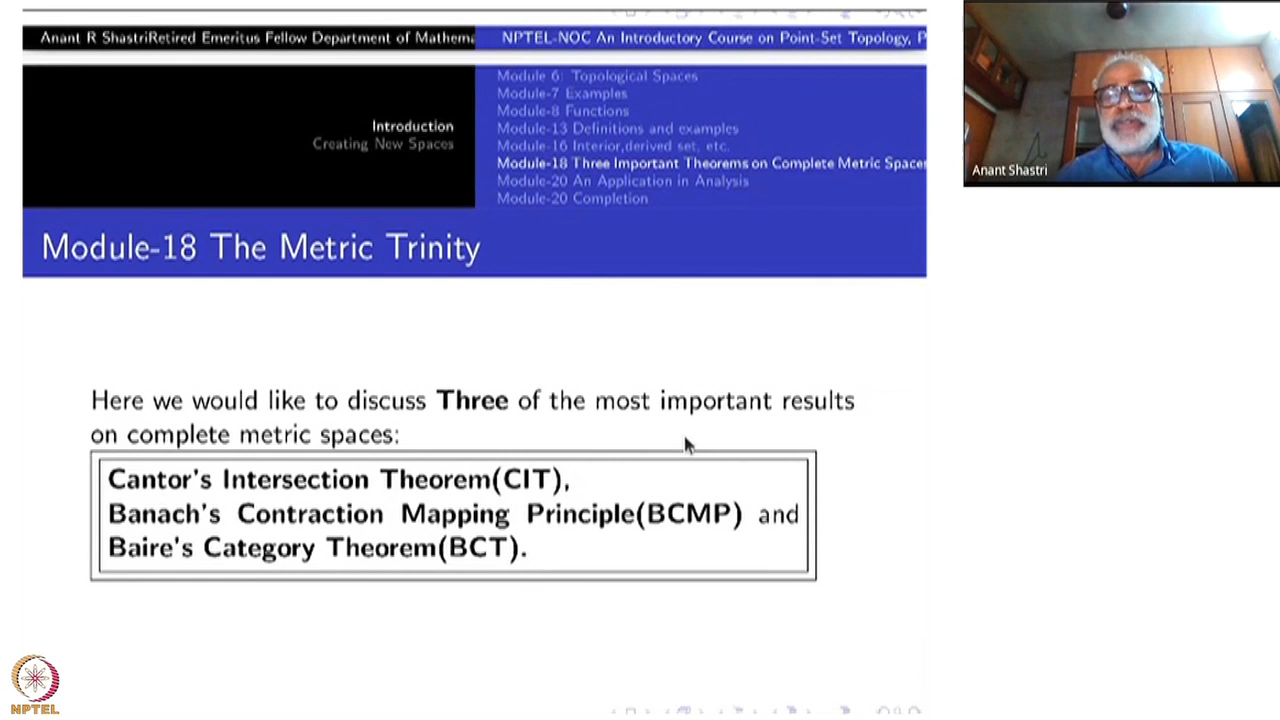 Anant R ShastriRetired Emeritus Fellow Department of Mathema
NPTEL-NOC An Introductory Course on Point-Set Topology, P
Introduction
Creating New Spaces
Module 6: Topological Spaces
Module-7 Examples
Module-8 Functions
Module-13 Definitions and examples
Module-16 Interior,derived set, etc.
Module-18 Three Important Theorems on Complete Metric Spaces
Module-20 An Application in Analysis
Module-20 Completion
Module-18 The Metric Trinity
Here we would like to discuss Three of the most important results
on complete metric spaces:
Cantor's Intersection Theorem(CIT),
Banach's Contraction Mapping Principle(BCMP) and
Baire's Category Theorem(BCT).
Anant Shastri
NPTEL